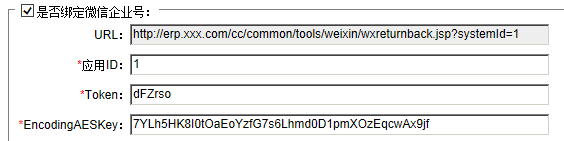 是否绑定微信企业号：
URL： http://erp.xxx.com/cc/common/tools/weixin/wxreturnback.jsp?systemId=1
*应用ID： 1
*Token： dFZrso
*EncodingAESKey： 7YLh5HK8I0tOaEoYzfG7s6Lhmd0D1pmXOzEqcwAx9jf